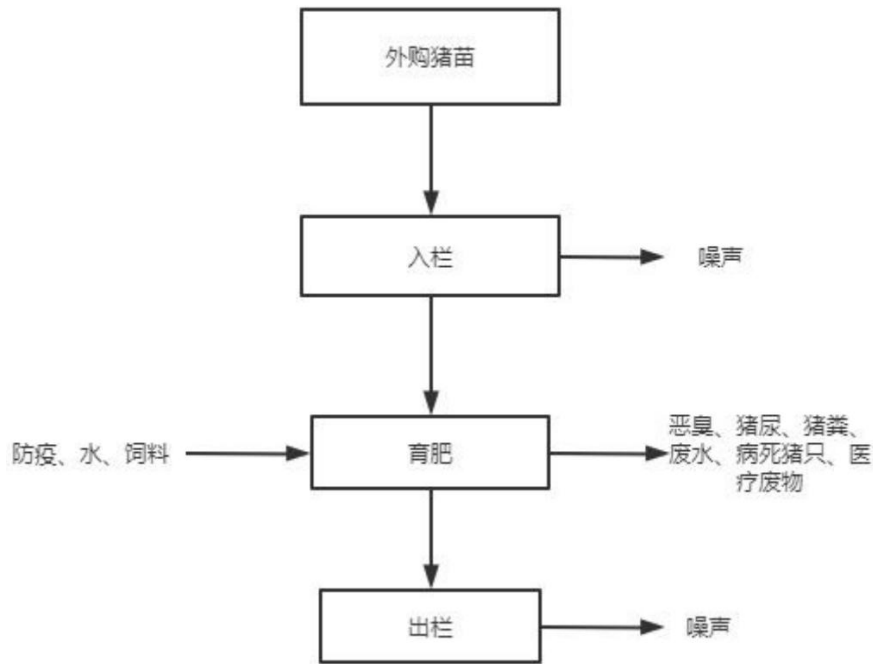 外购猪苗
入栏
噪声
防疫、水、饲料
育肥
恶臭、猪尿、猪粪、
废水、病死猪只、医
疗废物
出栏
噪声